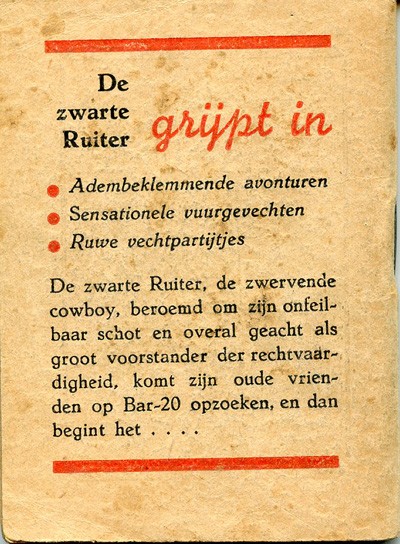 De
zwarte
Ruiter grijpt in
Adembeklemmende avonturen
Sensationele vuurgevechten
Ruwe vechtpartijtjes
De zwarte Ruiter, de zwervende
cowboy, beroemd om zijn onfeil-
baar schot en overal geacht als
groot voorstander der rechtvaar-
digheid, komt zijn oude vrien-
den op Bar-20 opzoeken, en dan
begint het . . . .